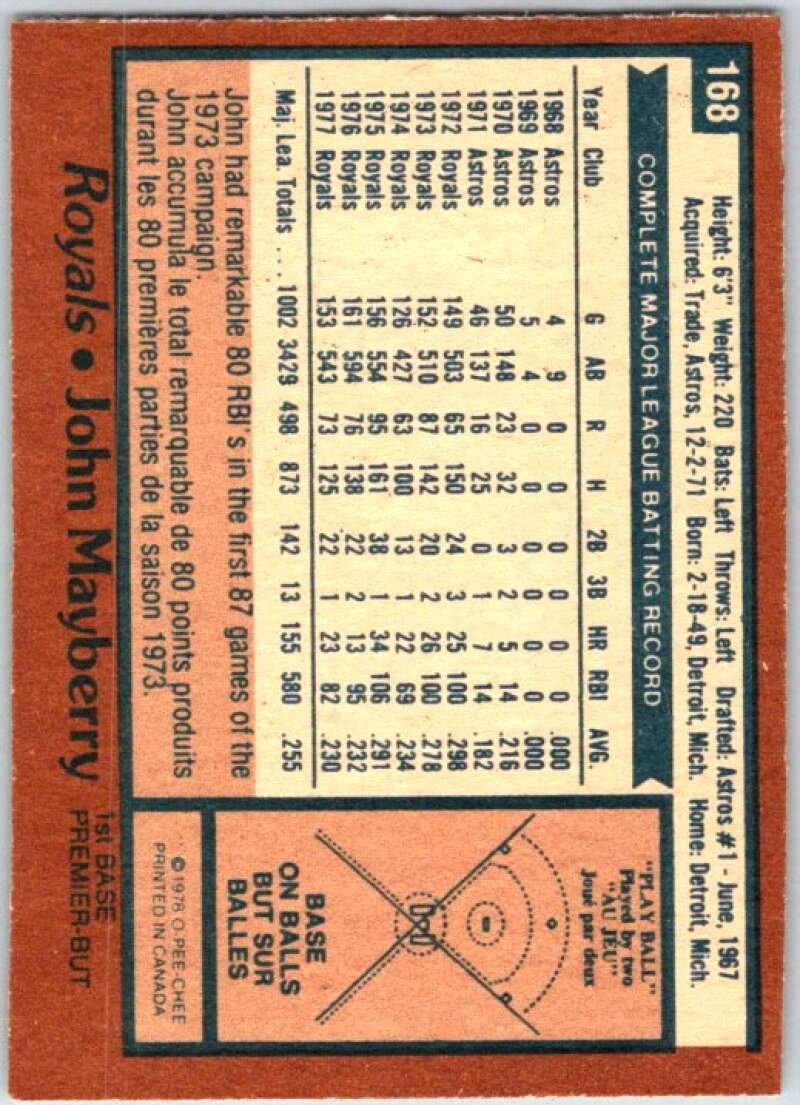 168
Height: 6'3" Weight: 220 Bats: Left Throws: Left Drafted: Astros #1 - June, 1967
Acquired: Trade, Astros, 12-2-71 Born: 2-18-49, Detroit, Mich. Home: Detroit, Mich.
COMPLETE MAJOR LEAGUE BATTING RECORD
Year Club G AB R H 2B 3B HR RBI AVG.
1968 Astros 4 9 0 0 0 0 0 0 .000
1969 Astros 5 4 0 0 0 0 0 0 .000
1970 Astros 50 148 23 32 3 2 5 14 .216
1971 Astros 46 137 16 25 0 1 7 14 .182
1972 Royals 149 503 65 150 24 3 25 100 .298
1973 Royals 152 510 87 142 20 2 26 100 .278
1974 Royals 126 427 63 100 13 1 22 69 .234
1975 Royals 156 554 95 161 38 1 34 106 .291
1976 Royals 161 594 76 138 22 2 13 95 .232
1977 Royals 153 543 73 125 22 1 23 82 .230
Maj. Lea. Totals ... 1002 3429 498 873 142 13 155 580 .255
John had remarkable 80 RBI's in the first 87 games of the
1973 campaign.
John accumula le total remarquable de 80 points produits
durant les 80 premières parties de la saison 1973.
"PLAY BALL"
Played by two
"AU JEU"
Joué par deux
BASE
ON BALLS
BUT SUR
BALLES
© 1978 O-PEE-CHEE
PRINTED IN CANADA
Royals • John Mayberry
1st BASE
PREMIER-BUT